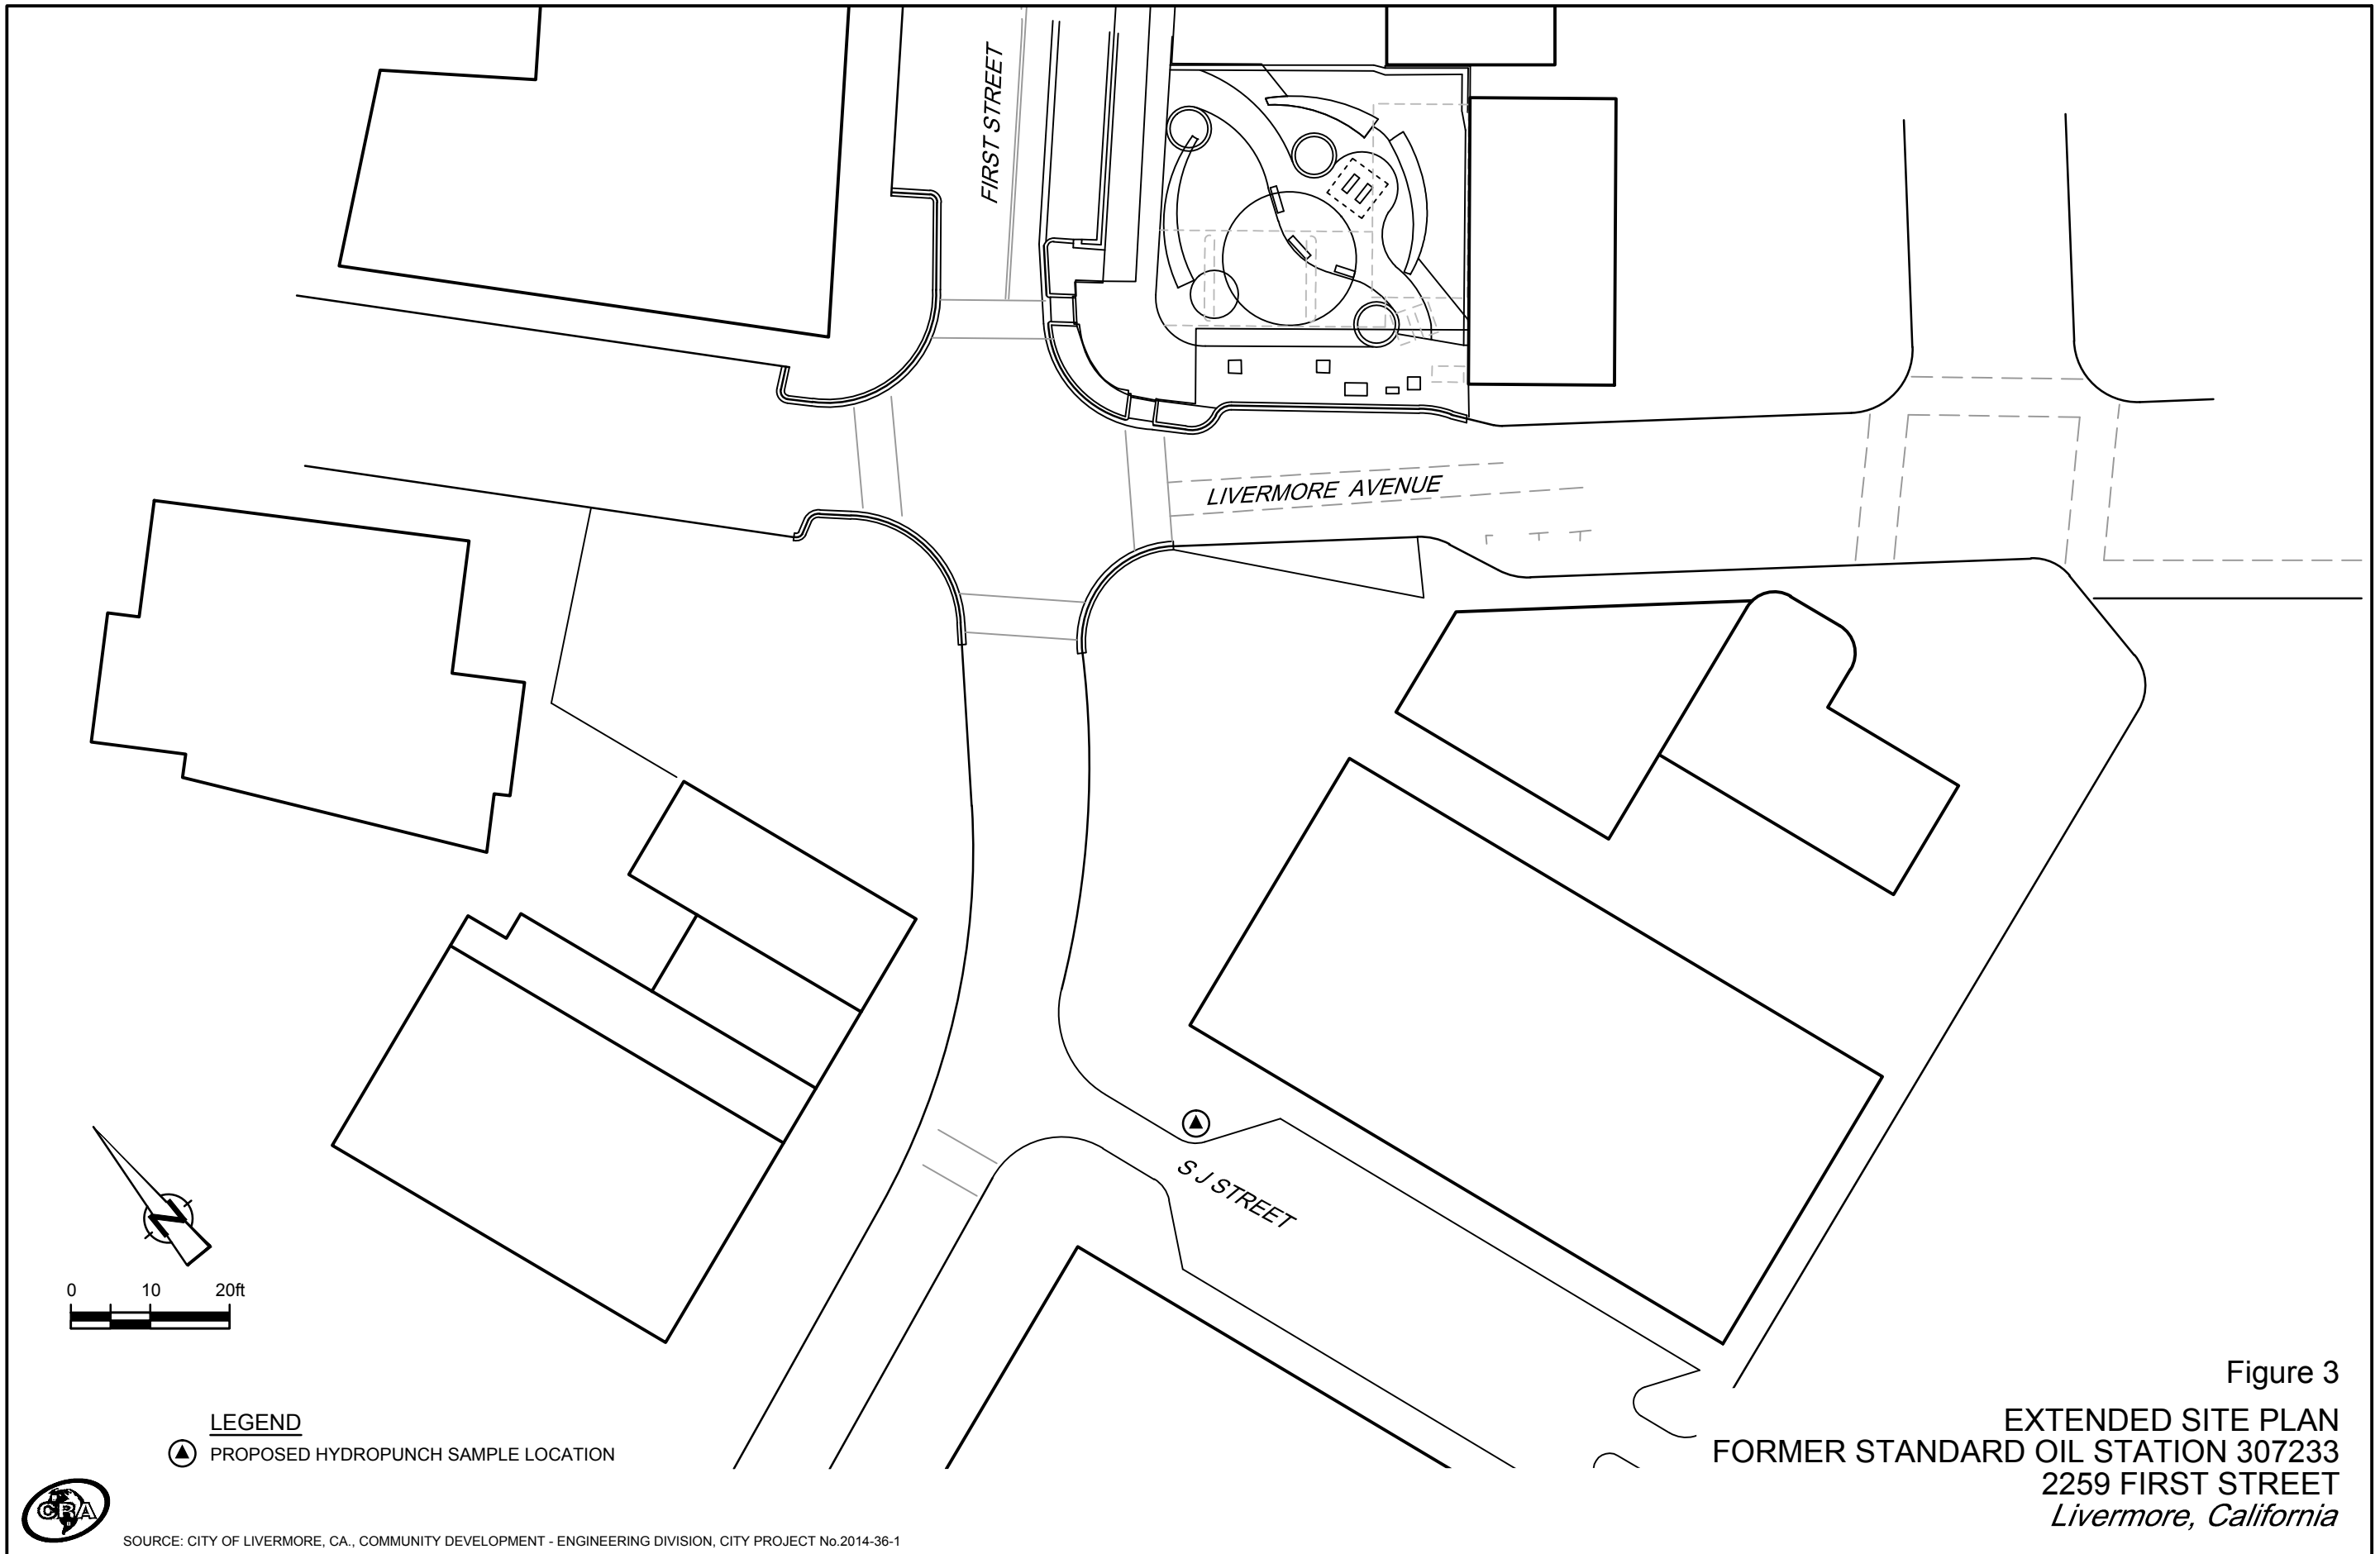 FIRST STREET
LIVERMORE AVENUE
S J STREET
N
0 10 20ft
LEGEND
PROPOSED HYDROPUNCH SAMPLE LOCATION
CRA
SOURCE: CITY OF LIVERMORE, CA., COMMUNITY DEVELOPMENT - ENGINEERING DIVISION, CITY PROJECT No.2014-36-1
Figure 3
EXTENDED SITE PLAN
FORMER STANDARD OIL STATION 307233
2259 FIRST STREET
Livermore, California